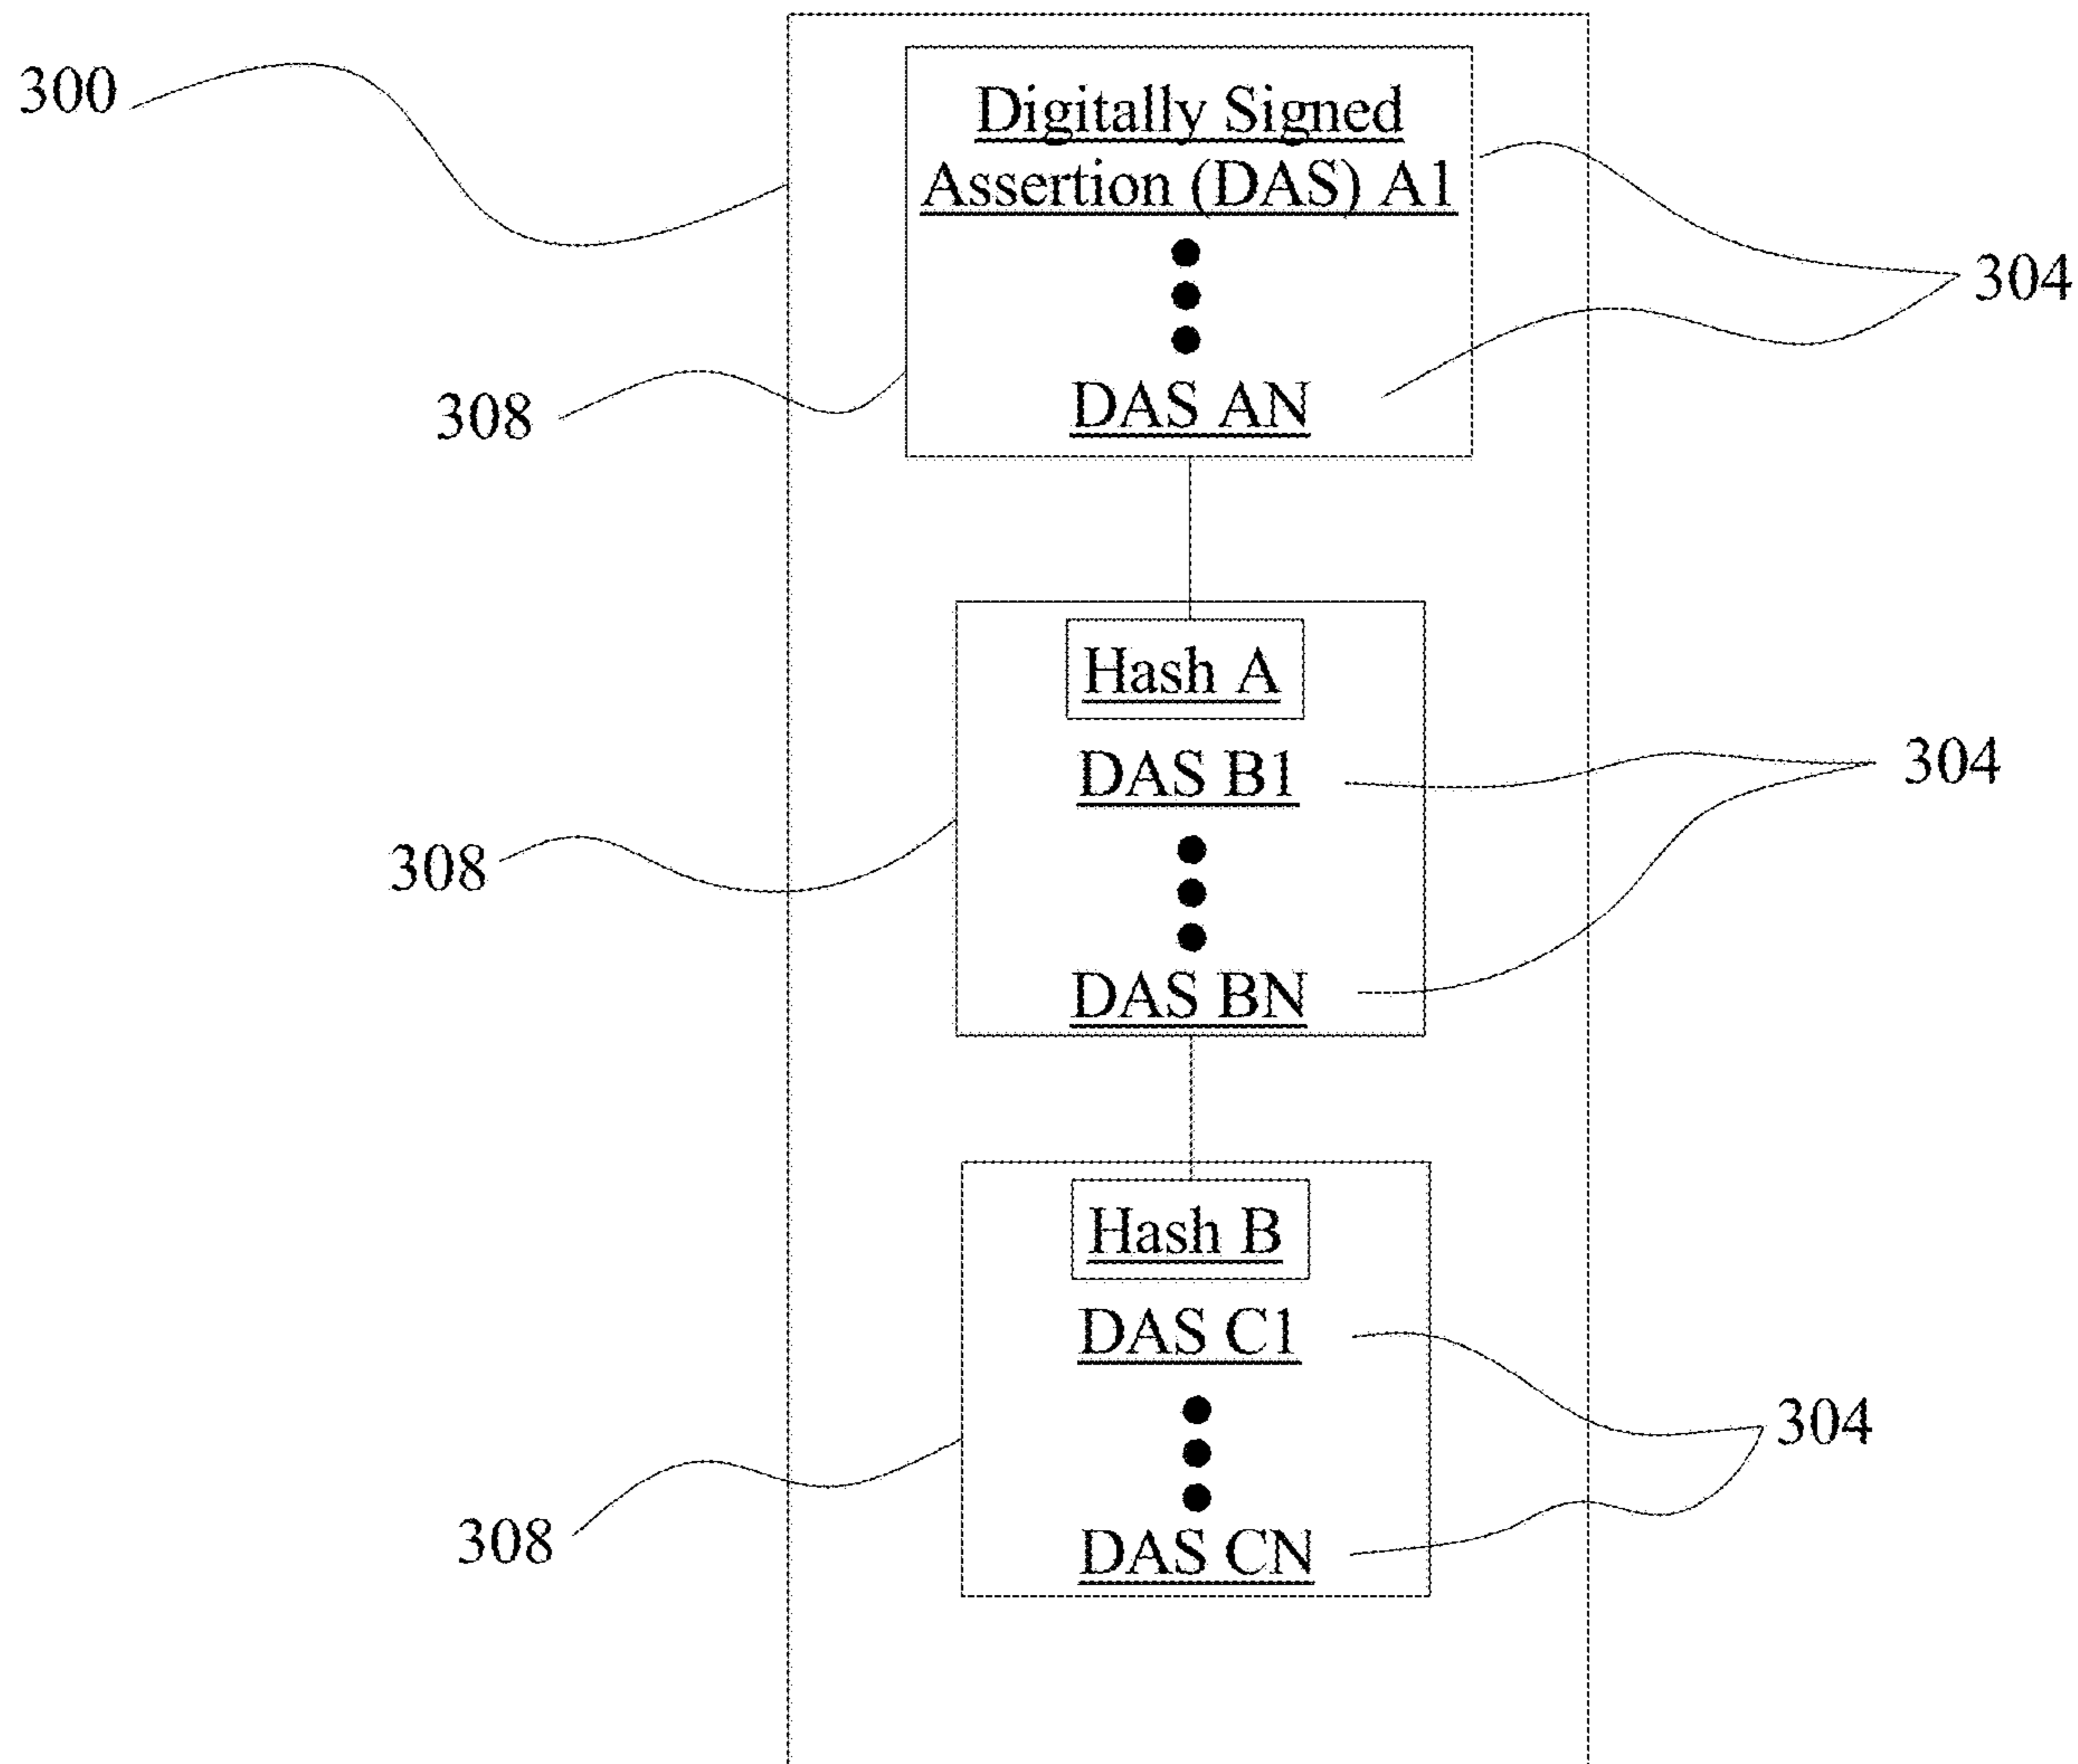 300
Digitally Signed
Assertion (DAS) A1
304
308
DAS AN
Hash A
DAS B1
304
308
DAS BN
Hash B
DAS C1
304
308
DAS CN